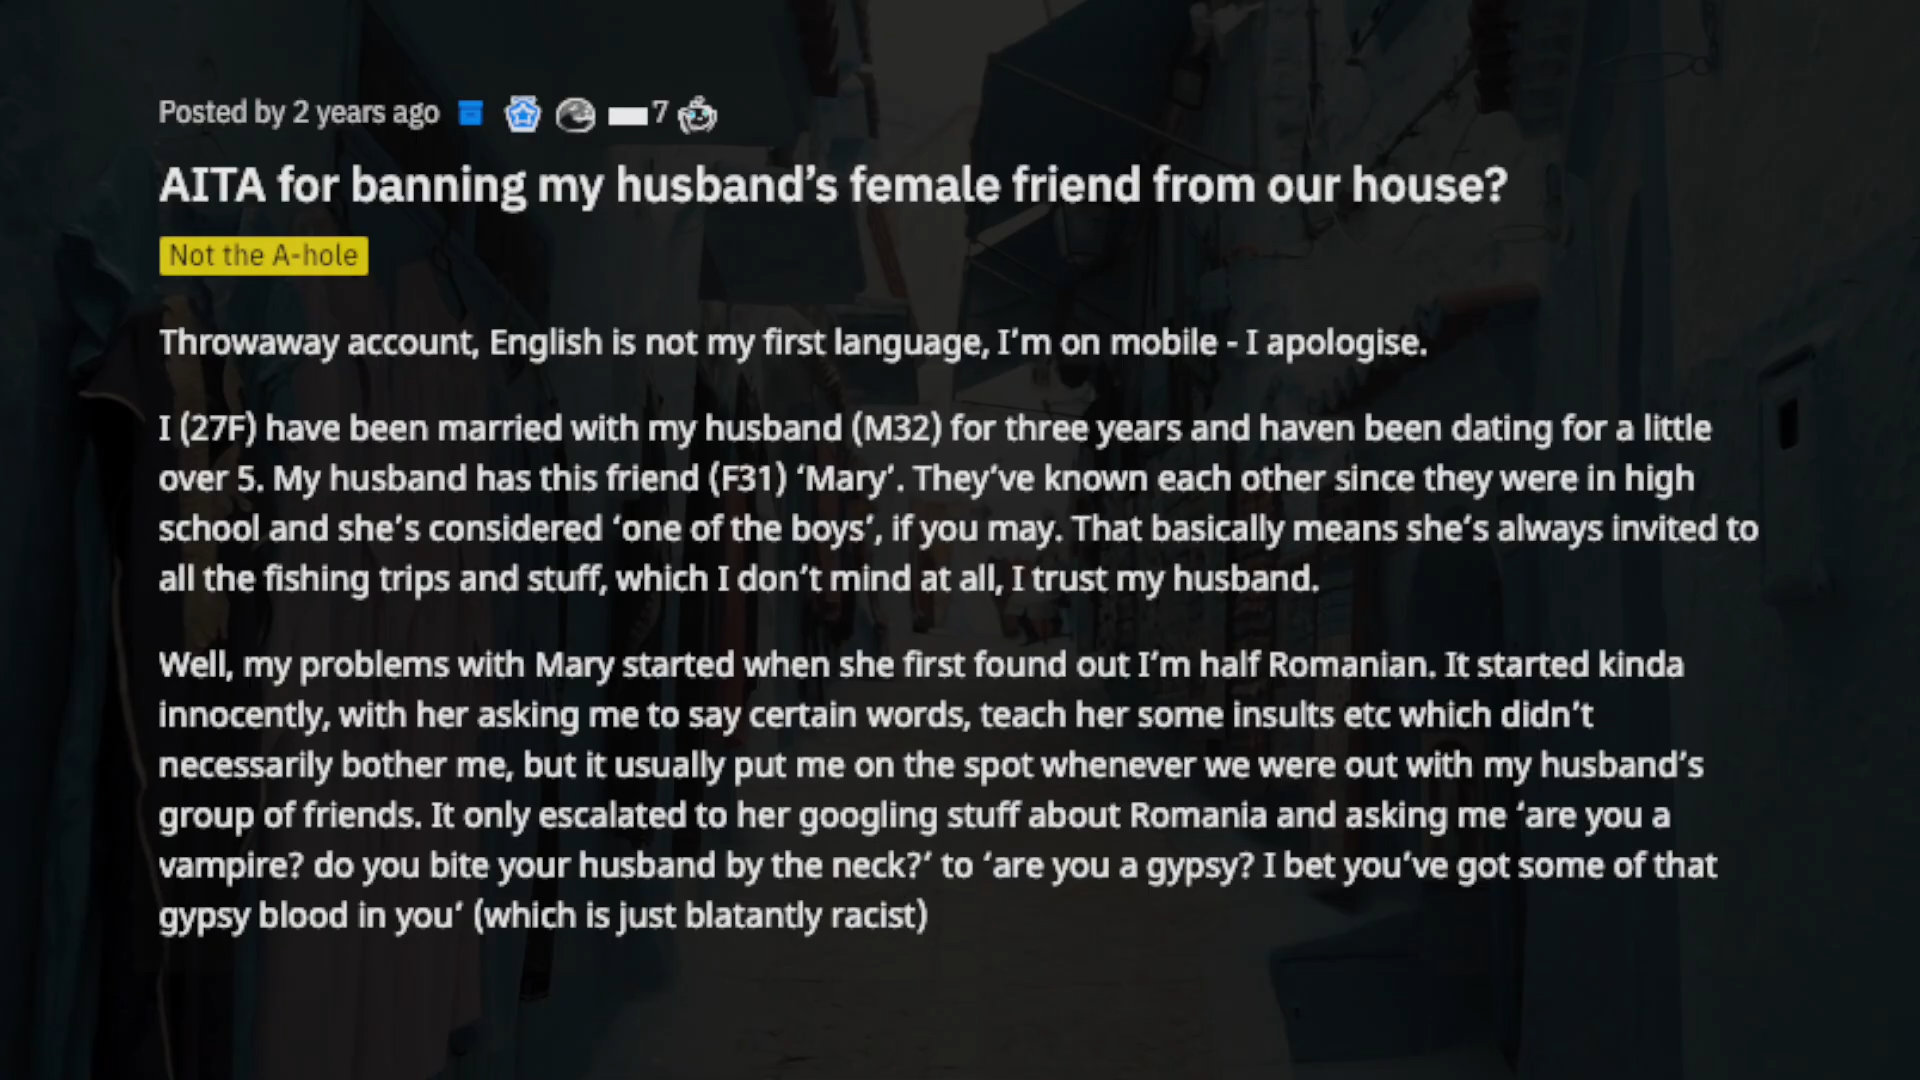 Posted by 2 years ago 7
AITA for banning my husband’s female friend from our house?
Not the A-hole
Throwaway account, English is not my first language, I’m on mobile - I apologise.
I (27F) have been married with my husband (M32) for three years and haven been dating for a little
over 5. My husband has this friend (F31) ‘Mary’. They’ve known each other since they were in high
school and she’s considered ‘one of the boys’, if you may. That basically means she’s always invited to
all the fishing trips and stuff, which I don’t mind at all, I trust my husband.
Well, my problems with Mary started when she first found out I’m half Romanian. It started kinda
innocently, with her asking me to say certain words, teach her some insults etc which didn’t
necessarily bother me, but it usually put me on the spot whenever we were out with my husband’s
group of friends. It only escalated to her googling stuff about Romania and asking me ‘are you a
vampire? do you bite your husband by the neck?’ to ‘are you a gypsy? I bet you’ve got some of that
gypsy blood in you’ (which is just blatantly racist)